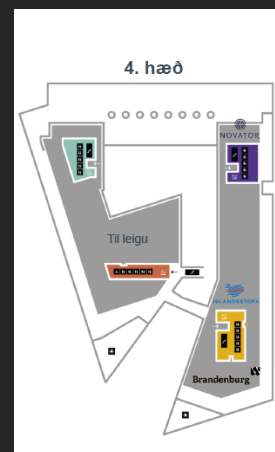 4. hæð
NOVATOR
Til leigu
ÍSLANDSSTOFA
Brandenburg